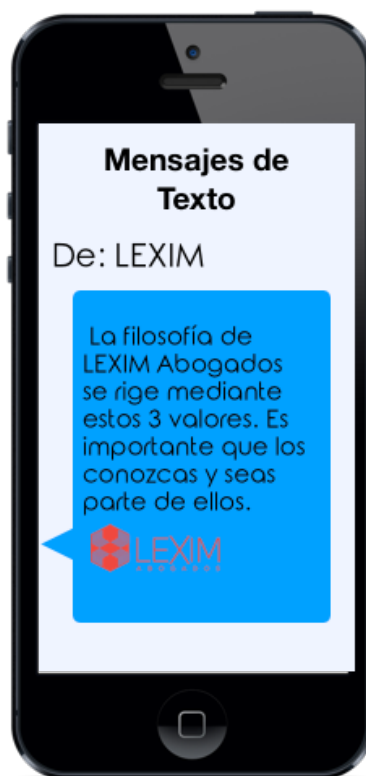 Mensajes de
Texto
De: LEXIM
La filosofía de
LEXIM Abogados
se rige mediante
estos 3 valores. Es
importante que los
conozcas y seas
parte de ellos.
LEXIM
ABOGADOS